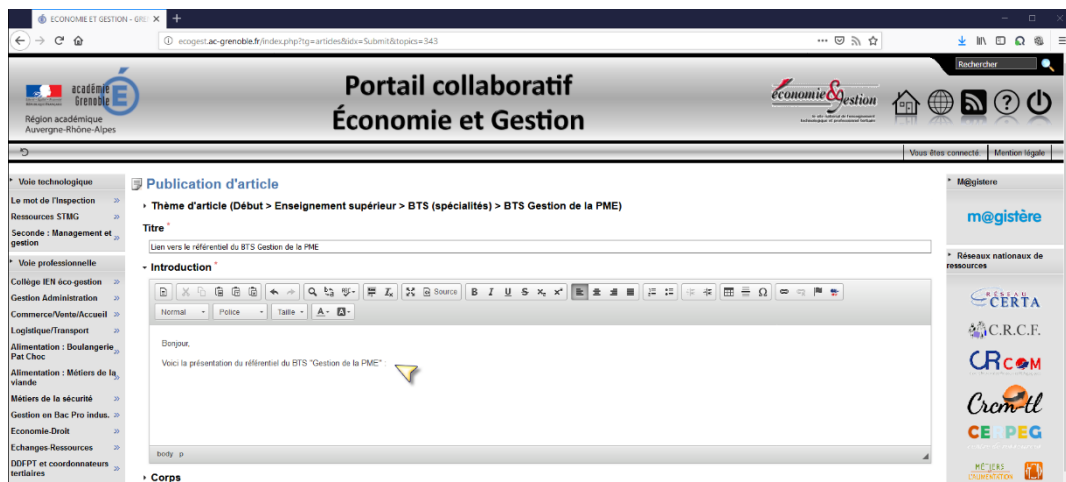 ECONOMIE ET GESTION - GRE
ecogest.ac-grenoble.fr/index.php?tg=articles&idx=Submit&topics=343
Rechercher
académie
Grenoble
Région académique
Auvergne-Rhône-Alpes
Portail collaboratif
Économie et Gestion
économie&gestion
Vous êtes connecté
Mention légale
Voie technologique
Le mot de l'Inspection
Ressources STMG
Seconde : Management et
gestion
Voie professionnelle
Collège IEN éco-gestion
Gestion Administration
Commerce/Vente/Accueil
Logistique/Transport
Alimentation : Boulangerie
Pat Choc
Alimentation : Métiers de la
viande
Métiers de la sécurité
Gestion en Bac Pro indus.
Economie-Droit
Echanges-Ressources
DDFPT et coordonnateurs
tertiaires
Publication d'article
Thème d'article (Début > Enseignement supérieur > BTS (spécialités) > BTS Gestion de la PME)
Titre *
Lien vers le référentiel du BTS Gestion de la PME
Introduction *
Source
Normal
Police
Taille
Bonjour,
Voici la présentation du référentiel du BTS "Gestion de la PME" :
body p
Corps
M@gistere
m@gistère
Réseaux nationaux de
ressources
RÉSEAU
CERTA
C.R.C.F.
CRCOM
Crcm-tl
CERPEG
MÉTIERS
L'ALIMENTATION